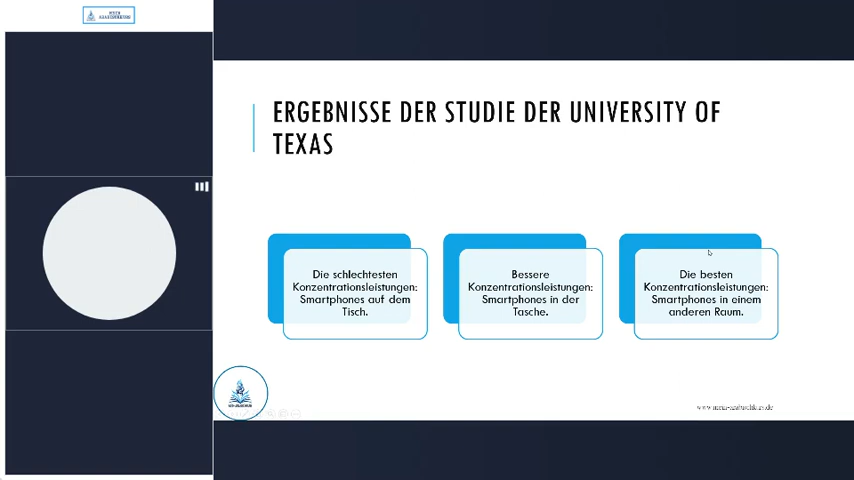 ERGEBNISSE DER STUDIE DER UNIVERSITY OF
TEXAS
Die schlechtesten
Konzentrationsleistungen:
Smartphones auf dem
Tisch.
Bessere
Konzentrationsleistungen:
Smartphones in der
Tasche.
Die besten
Konzentrationsleistungen:
Smartphones in einem
anderen Raum.